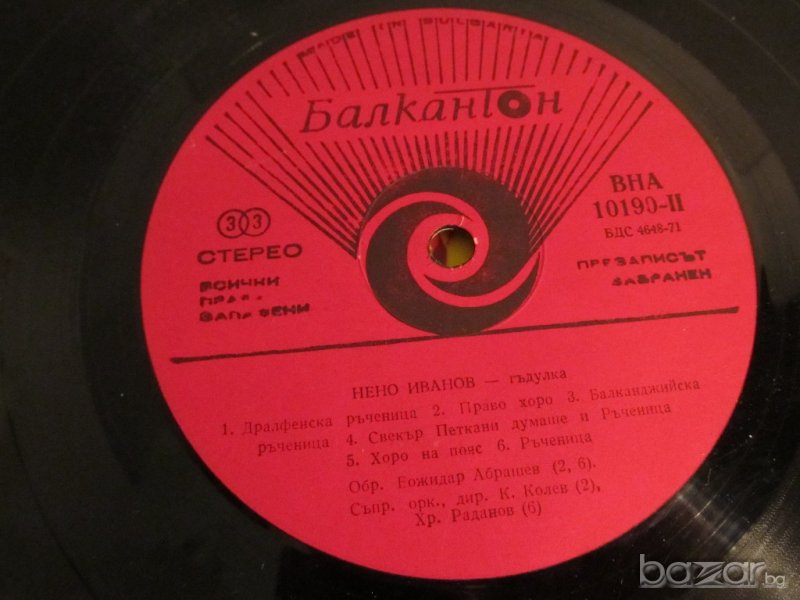 MADE IN BULGARIA
Балкантон
33
СТЕРЕО
ВСИЧКИ
ПРАВА
ЗАПАЗЕНИ
ВНА
10190-II
БДС 4648-71
ПРЕЗАПИСЪТ
ЗАБРАНЕН
НЕНО ИВАНОВ — гъдулка
1. Дралфенска ръченица 2. Право хоро 3. Балканджийска
ръченица 4. Свекър Петкани думаше и Ръченица
5. Хоро на пояс 6. Ръченица
Обр. Божидар Абрашев (2, 6).
Съпр. орк., дир. К. Колев (2),
Хр. Раданов (6)
bazar.bg